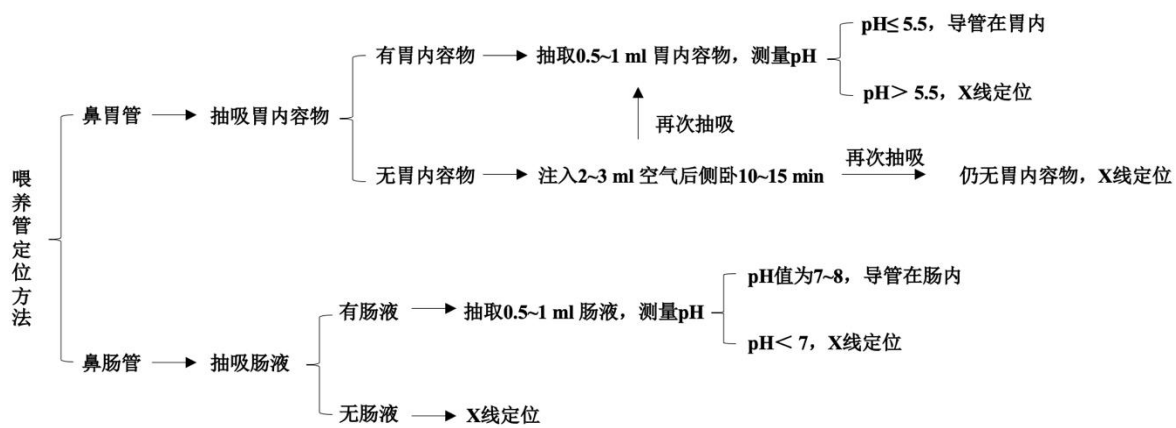 喂养管定位方法
鼻胃管
抽吸胃内容物
有胃内容物
抽取0.5~1 ml 胃内容物，测量pH
pH≤ 5.5，导管在胃内
pH＞ 5.5，X线定位
再次抽吸
无胃内容物
注入2~3 ml 空气后侧卧10~15 min
再次抽吸
仍无胃内容物，X线定位
鼻肠管
抽吸肠液
有肠液
抽取0.5~1 ml 肠液，测量pH
pH值为7~8，导管在肠内
pH＜ 7，X线定位
无肠液
X线定位